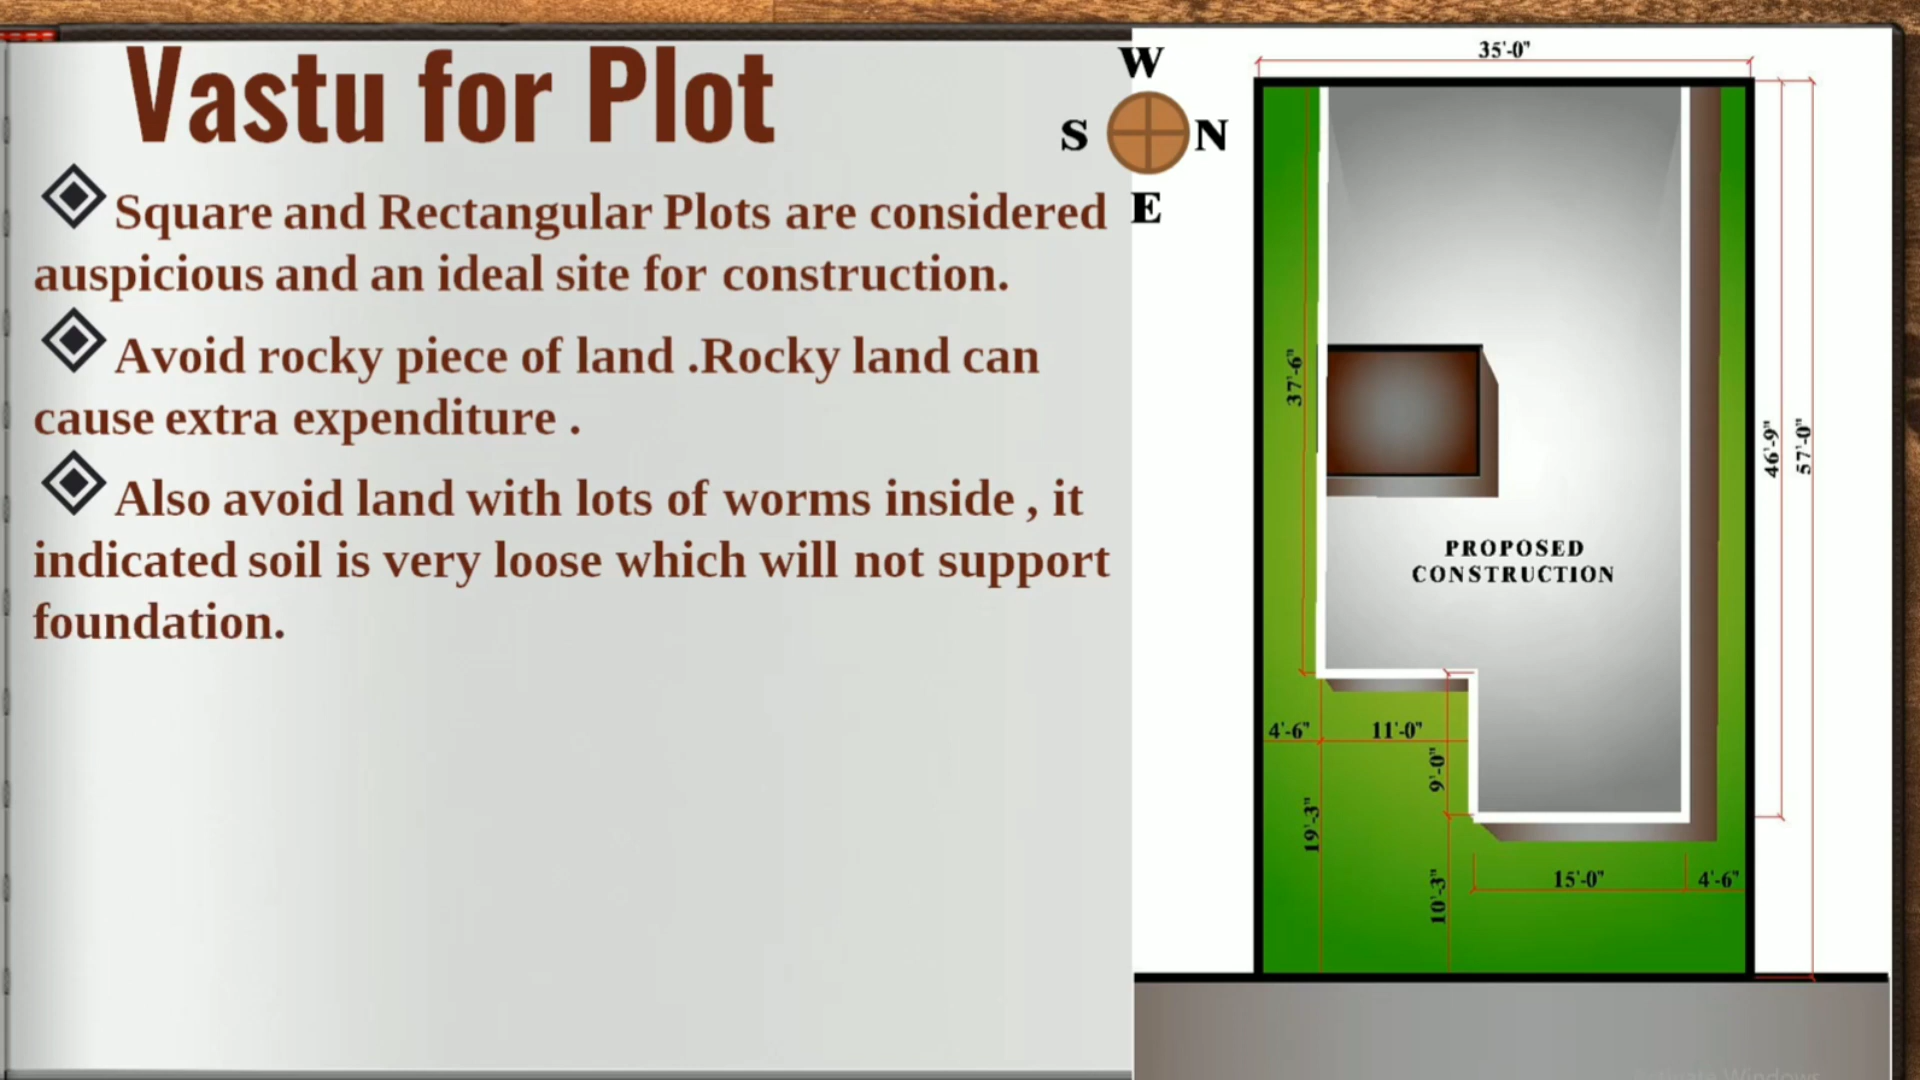 Vastu for Plot
Square and Rectangular Plots are considered
auspicious and an ideal site for construction.
Avoid rocky piece of land .Rocky land can
cause extra expenditure .
Also avoid land with lots of worms inside , it
indicated soil is very loose which will not support
foundation.
W
S
N
E
35'-0"
37'-6"
46'-9"
57'-0"
PROPOSED
CONSTRUCTION
4'-6"
11'-0"
9'-0"
19'-3"
15'-0"
4'-6"
10'-3"
Activate Windows